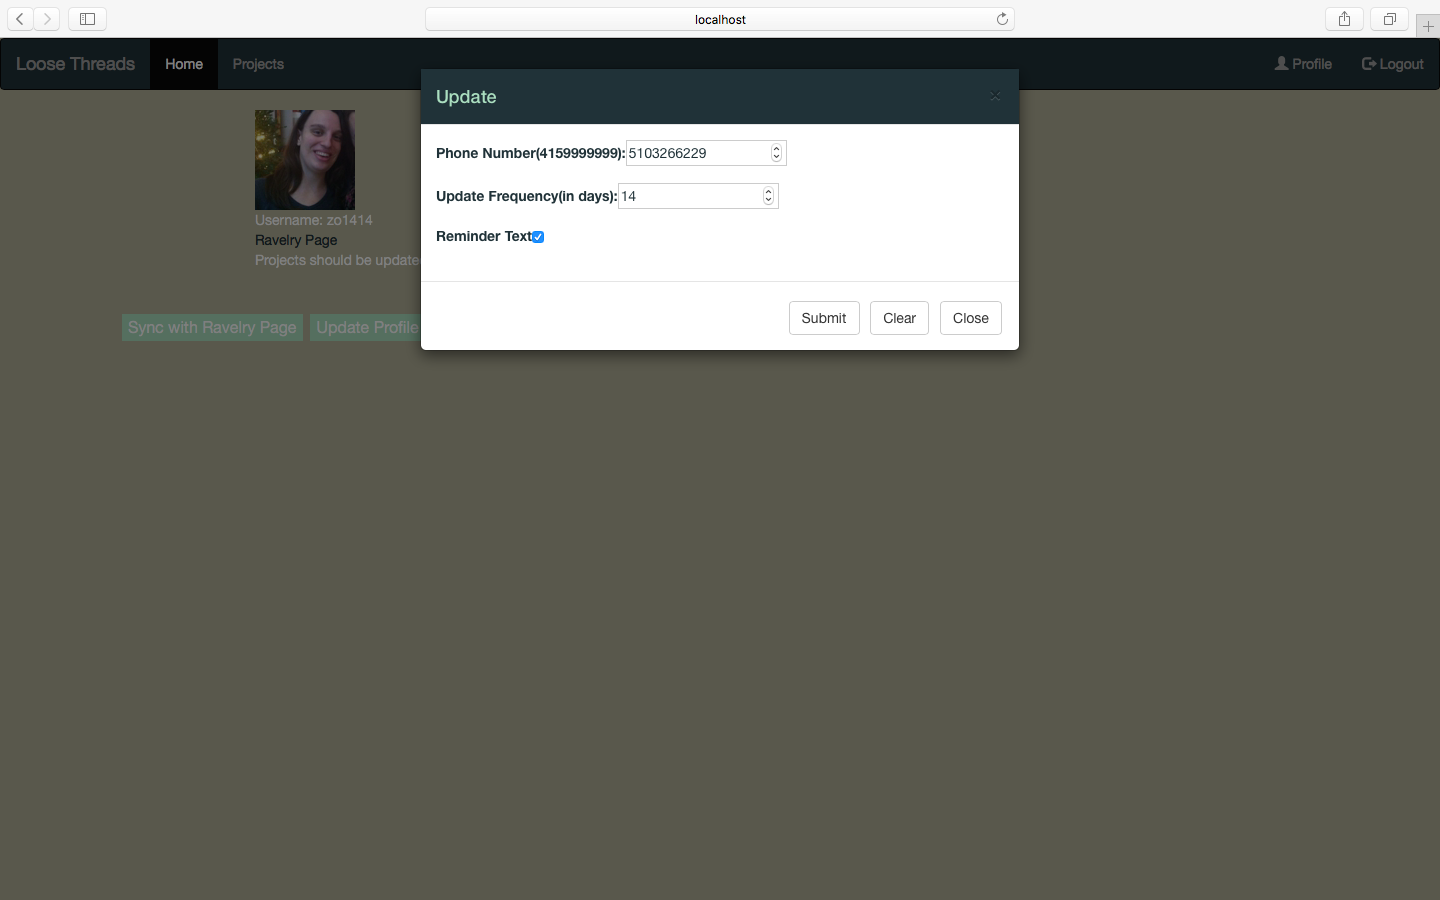 localhost
Loose Threads Home Projects Profile Logout
Update ×
Phone Number(4159999999): 5103266229
Update Frequency(in days): 14
Reminder Text
Submit Clear Close
Username: zo1414
Ravelry Page
Projects should be update
Sync with Ravelry Page Update Profile